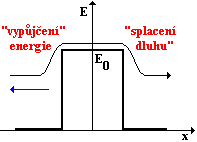 E
"vypůjčení
energie
"splacení
dluhu"
E0
x